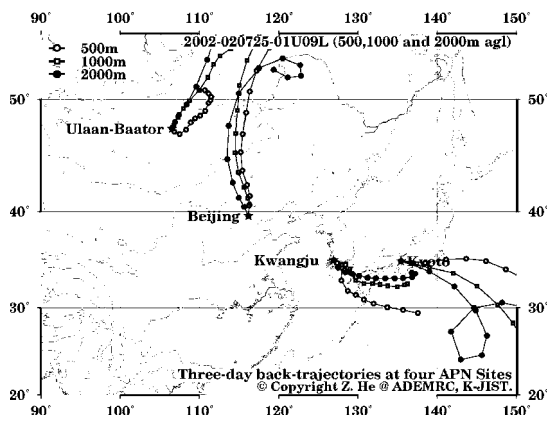 90° 100° 110° 120° 130° 140° 150°
2002-020725-01U09L (500,1000 and 2000m agl)
500m
1000m
2000m
50° 50°
Ulaan-Baator
40° 40°
Beijing
Kwangju Kyoto
30° 30°
Three-day back-trajectories at four APN Sites
© Copyright Z. He @ ADEMRC, K-JIST.
20° 20°
90° 100° 110° 120° 130° 140° 150°